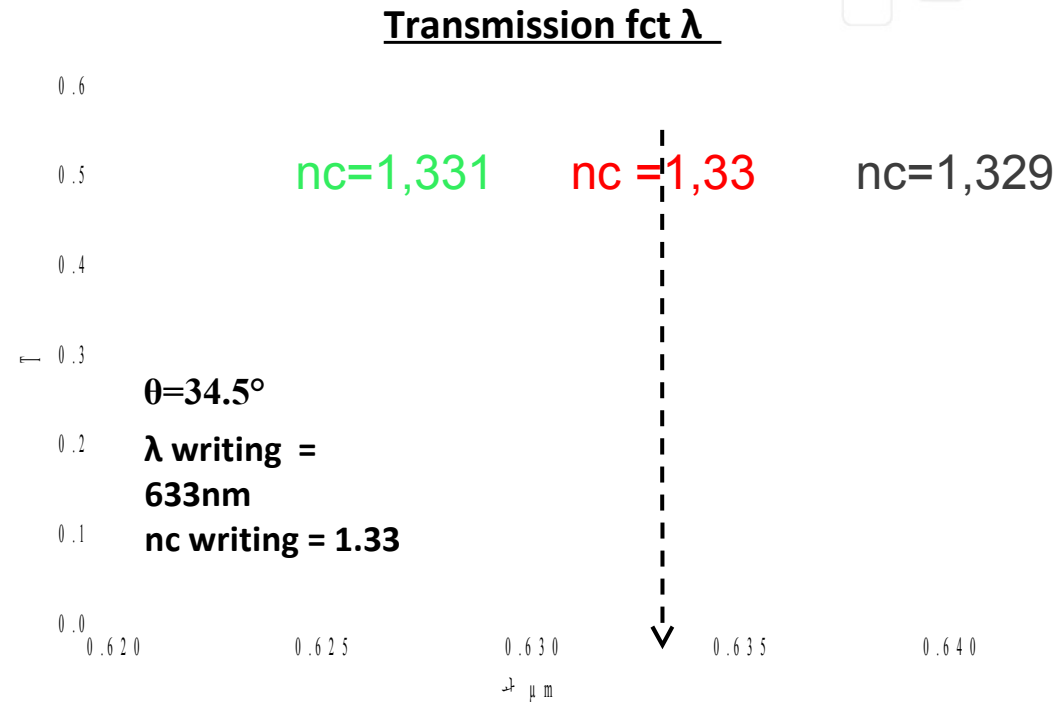 Transmission fct λ
0.6
nc=1,331 nc =1,33 nc=1,329
0.5
0.4
T 0.3
θ=34.5°
0.2 λ writing =
633nm
0.1 nc writing = 1.33
0.0
0.620 0.625 0.630 0.635 0.640
μm